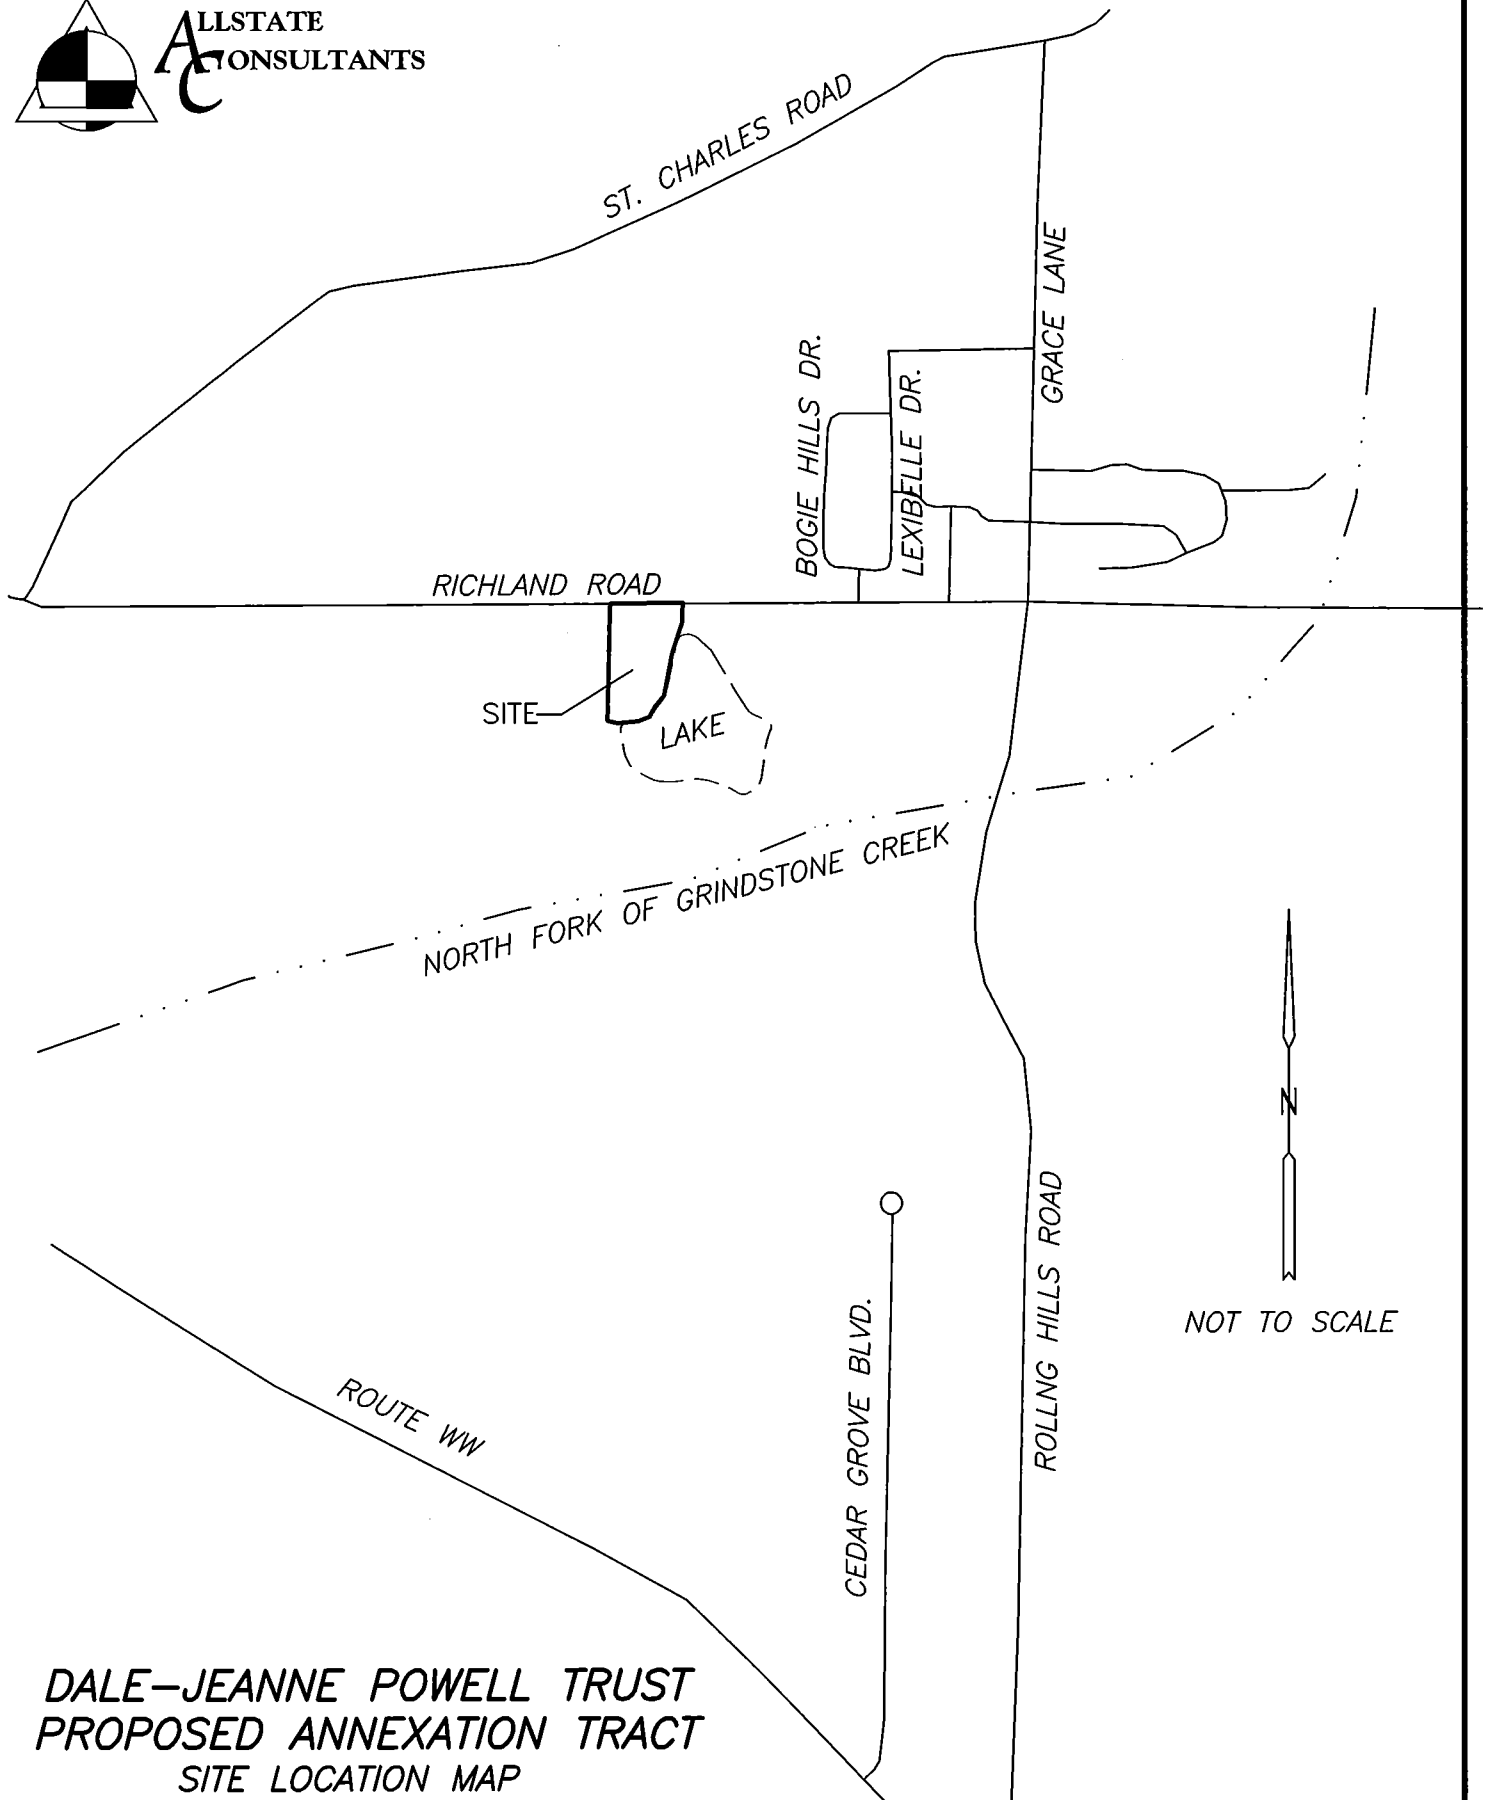 ALLSTATE
CONSULTANTS
ST. CHARLES ROAD
GRACE LANE
BOGIE HILLS DR.
LEXIBELLE DR.
RICHLAND ROAD
SITE
LAKE
NORTH FORK OF GRINDSTONE CREEK
N
NOT TO SCALE
ROLLNG HILLS ROAD
CEDAR GROVE BLVD.
ROUTE WW
DALE-JEANNE POWELL TRUST
PROPOSED ANNEXATION TRACT
SITE LOCATION MAP